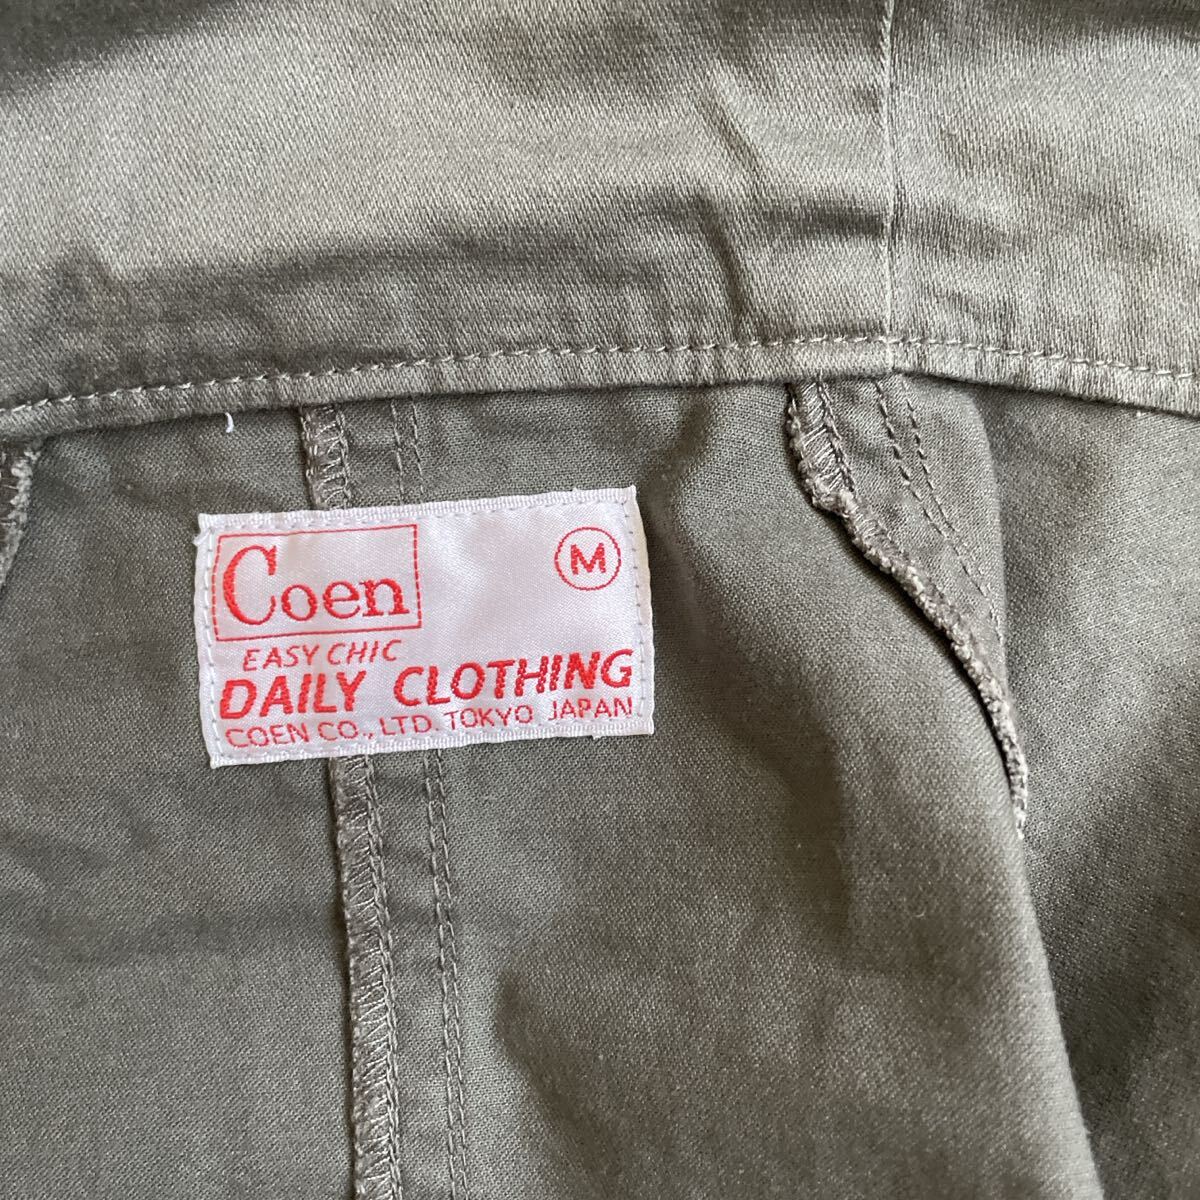 Coen
M
EASY CHIC
DAILY CLOTHING
COEN CO., LTD. TOKYO JAPAN